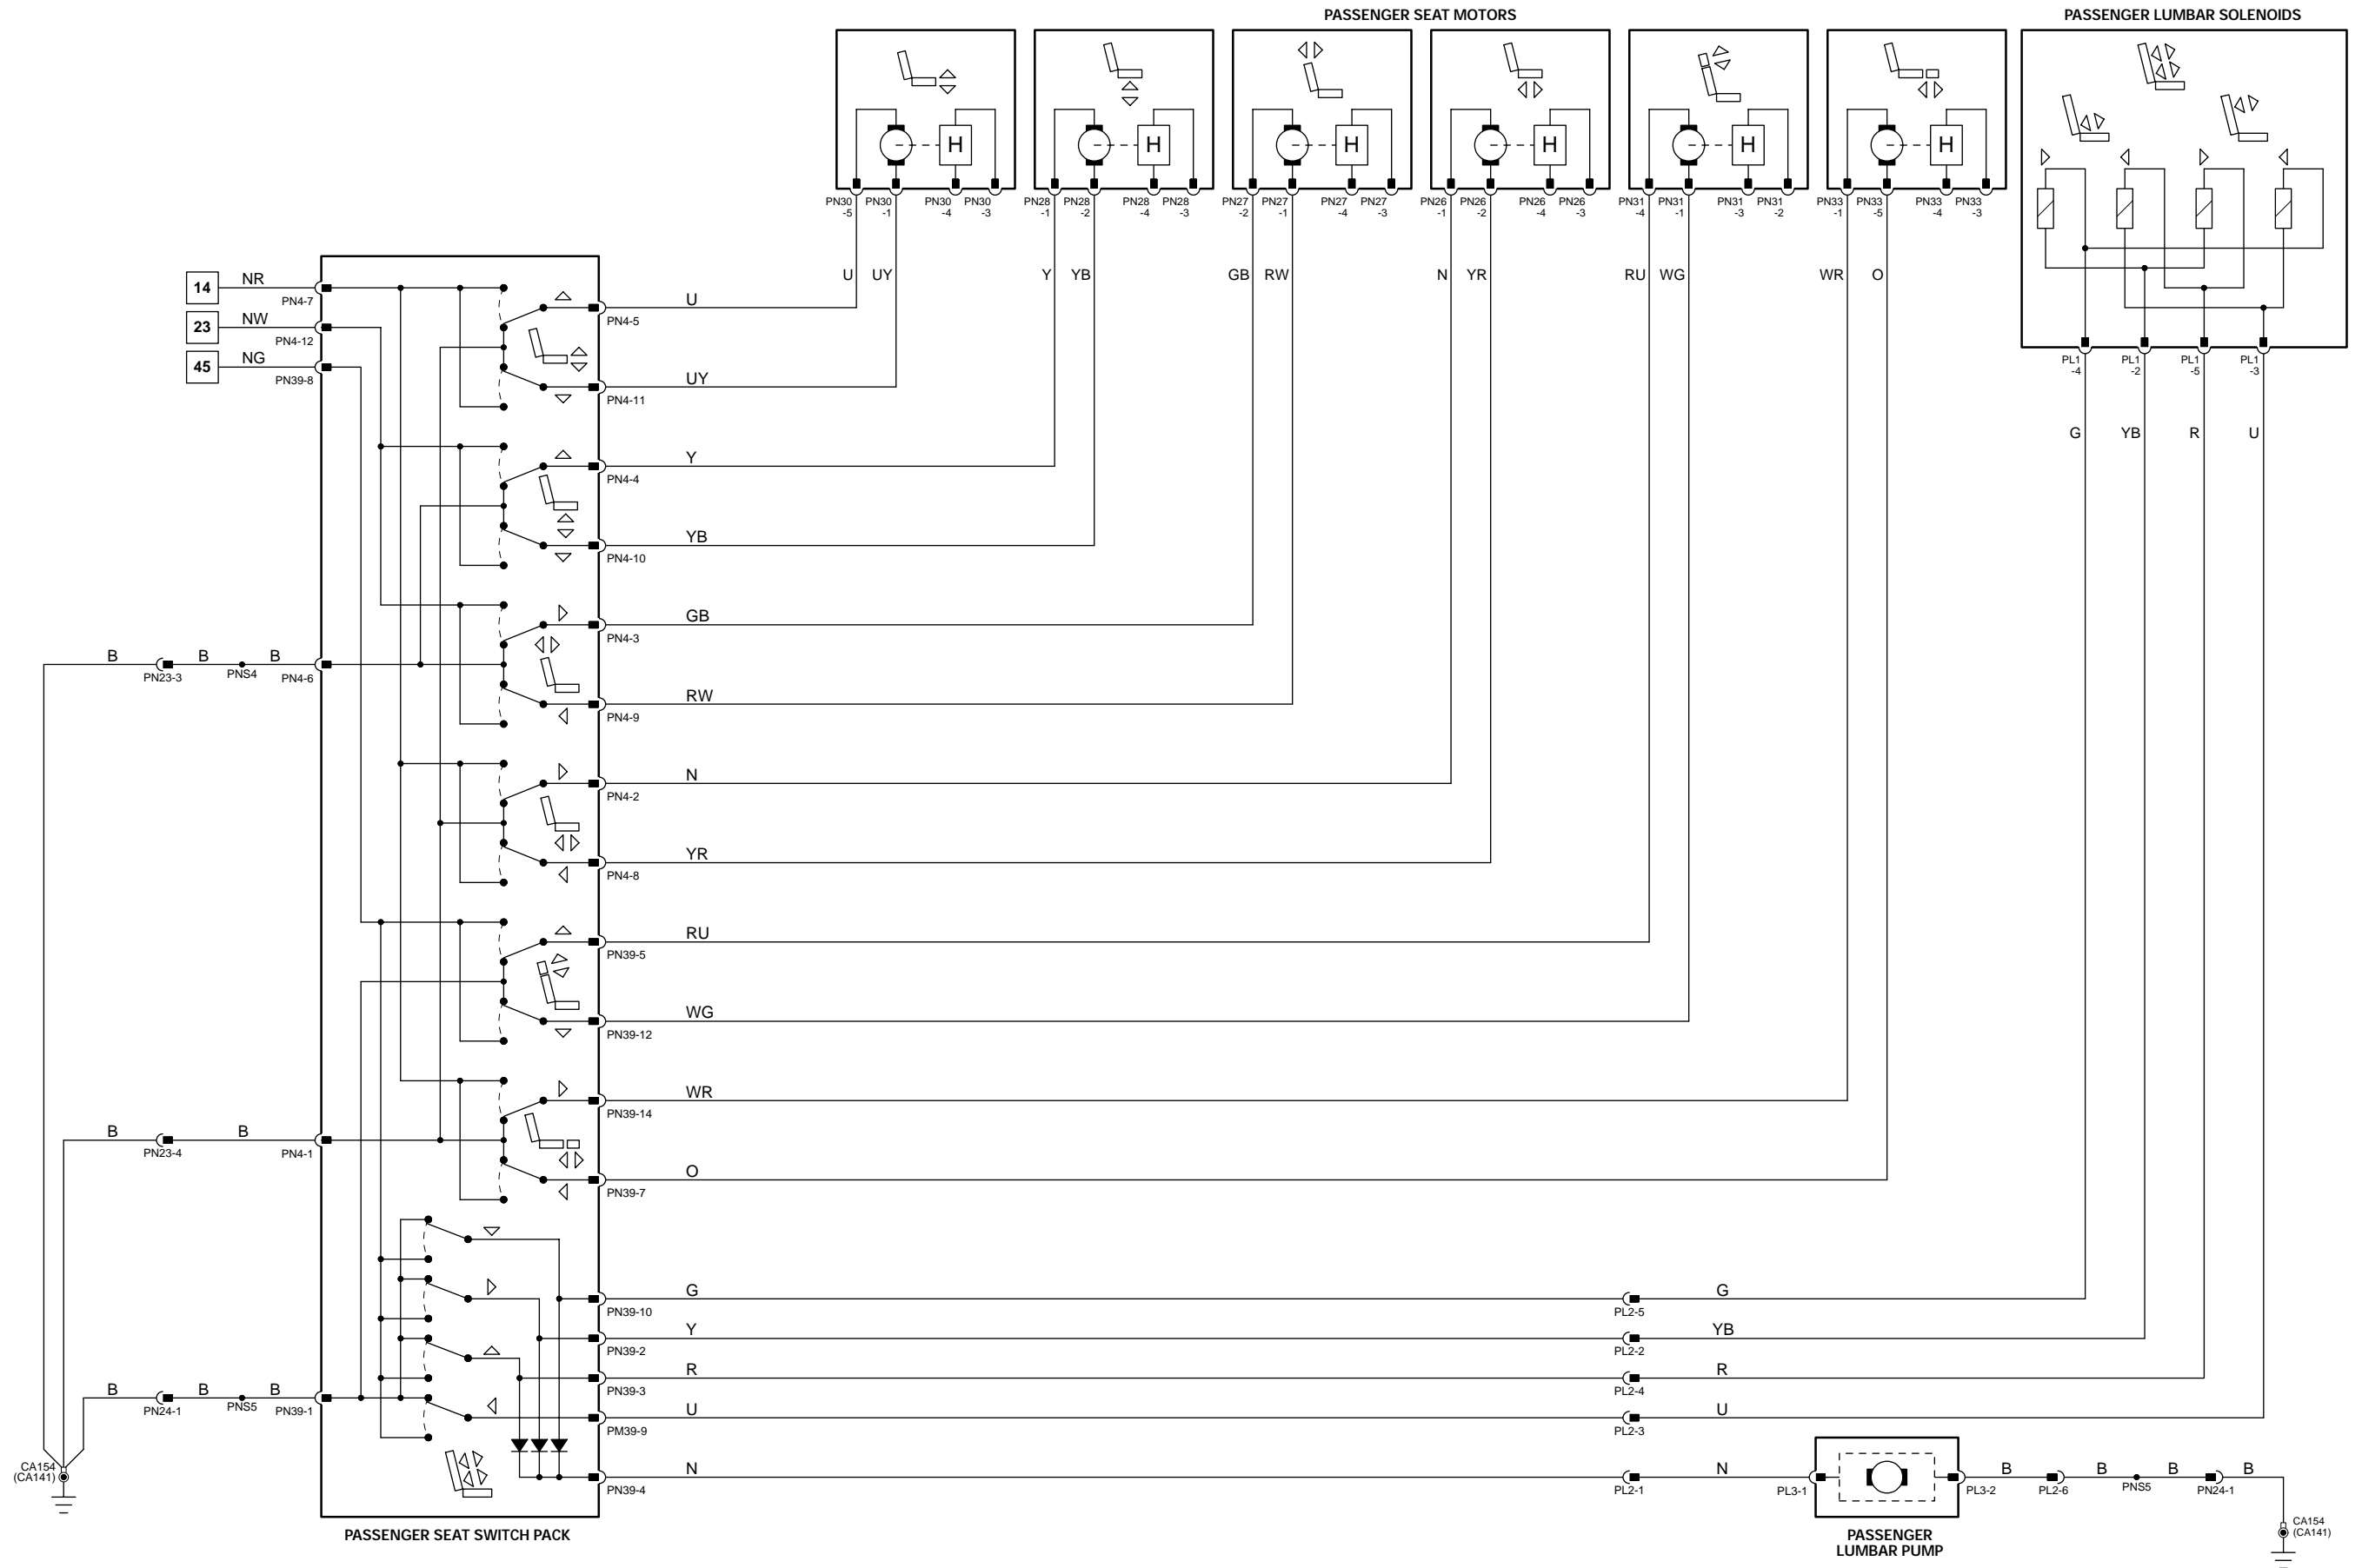 PASSENGER SEAT MOTORS
PASSENGER LUMBAR SOLENOIDS
H H H H H H
PN30 -5 PN30 -1 PN30 -4 PN30 -3 PN28 -1 PN28 -2 PN28 -4 PN28 -3 PN27 -2 PN27 -1 PN27 -4 PN27 -3 PN26 -1 PN26 -2 PN26 -4 PN26 -3 PN31 -4 PN31 -1 PN31 -3 PN31 -2 PN33 -1 PN33 -5 PN33 -4 PN33 -3
U UY Y YB GB RW N YR RU WG WR O
PL1 -4 PL1 -2 PL1 -5 PL1 -3
G YB R U
14 NR PN4-7
23 NW PN4-12
45 NG PN39-8
U
PN4-5
UY
PN4-11
Y
PN4-4
YB
PN4-10
GB
PN4-3
B B B
PN23-3 PNS4 PN4-6
RW
PN4-9
N
PN4-2
YR
PN4-8
RU
PN39-5
WG
PN39-12
WR
PN39-14
B B
PN23-4 PN4-1
O
PN39-7
G G
PN39-10 PL2-5
Y YB
PN39-2 PL2-2
R R
PN39-3 PL2-4
B B B
PN24-1 PNS5 PN39-1
U U
PM39-9 PL2-3
CA154
(CA141)
N N B B B B
PN39-4 PL2-1 PL3-1 PL3-2 PL2-6 PNS5 PN24-1
CA154
(CA141)
PASSENGER SEAT SWITCH PACK
PASSENGER
LUMBAR PUMP